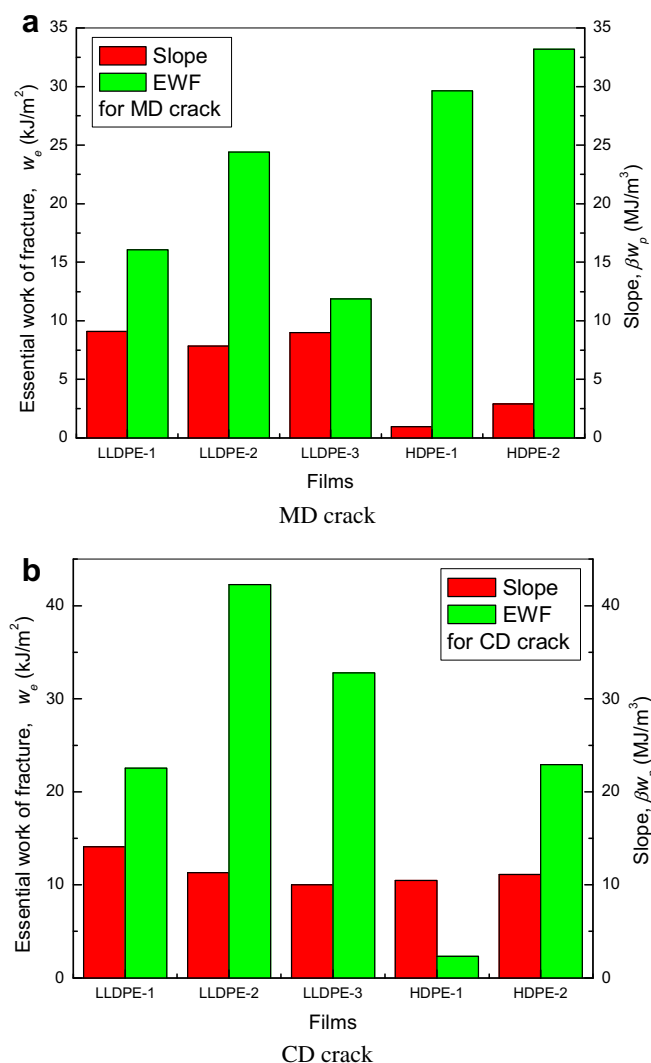 a
35
30
25
20
15
10
5
0
Essential work of fracture, w_e (kJ/m²)
Slope
EWF
for MD crack
35
30
25
20
15
10
5
0
Slope, βw_p (MJ/m³)
LLDPE-1 LLDPE-2 LLDPE-3 HDPE-1 HDPE-2
Films
MD crack
b
40
30
20
10
0
Essential work of fracture, w_e (kJ/m²)
Slope
EWF
for CD crack
40
30
20
10
0
Slope, βw (MJ/m³)
LLDPE-1 LLDPE-2 LLDPE-3 HDPE-1 HDPE-2
Films
CD crack